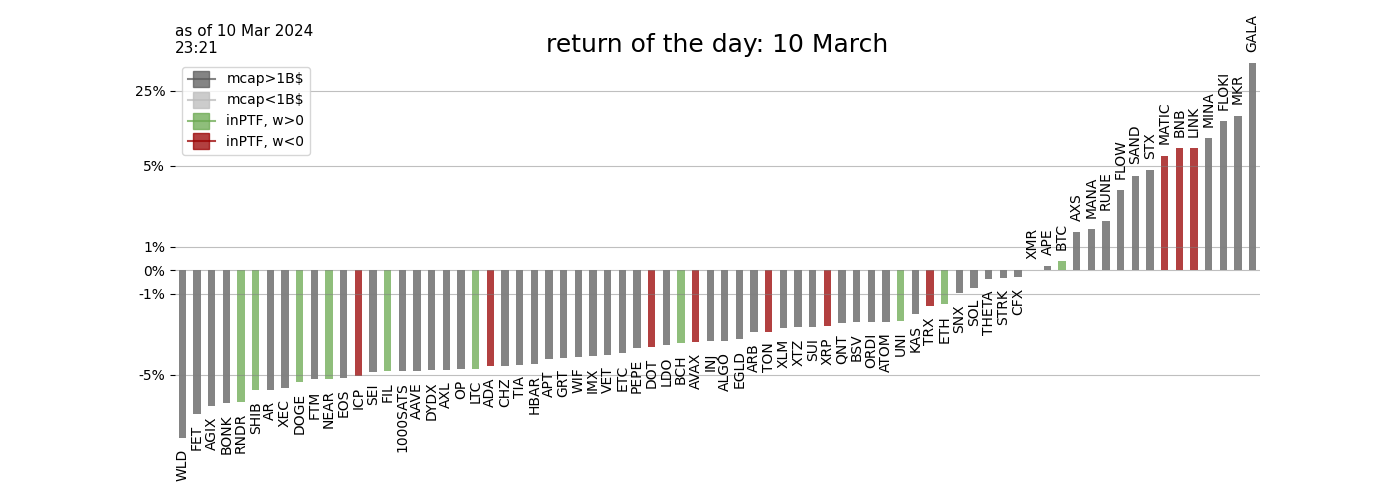 as of 10 Mar 2024
23:21
return of the day: 10 March
mcap>1B$
mcap<1B$
inPTF, w>0
inPTF, w<0
25%
5%
1%
0%
-1%
-5%
WLD
FET
AGIX
BONK
RNDR
SHIB
AR
XEC
DOGE
FTM
NEAR
EOS
ICP
SEI
FIL
1000SATS
AAVE
DYDX
AXL
OP
LTC
ADA
CHZ
TIA
HBAR
APT
GRT
WIF
IMX
VET
ETC
PEPE
DOT
LDO
BCH
AVAX
INJ
ALGO
EGLD
ARB
TON
XLM
XTZ
SUI
XRP
QNT
BSV
ORDI
ATOM
UNI
KAS
TRX
ETH
SNX
SOL
THETA
STRK
CFX
XMR
APE
BTC
AXS
MANA
RUNE
FLOW
SAND
STX
MATIC
BNB
LINK
MINA
FLOKI
MKR
GALA